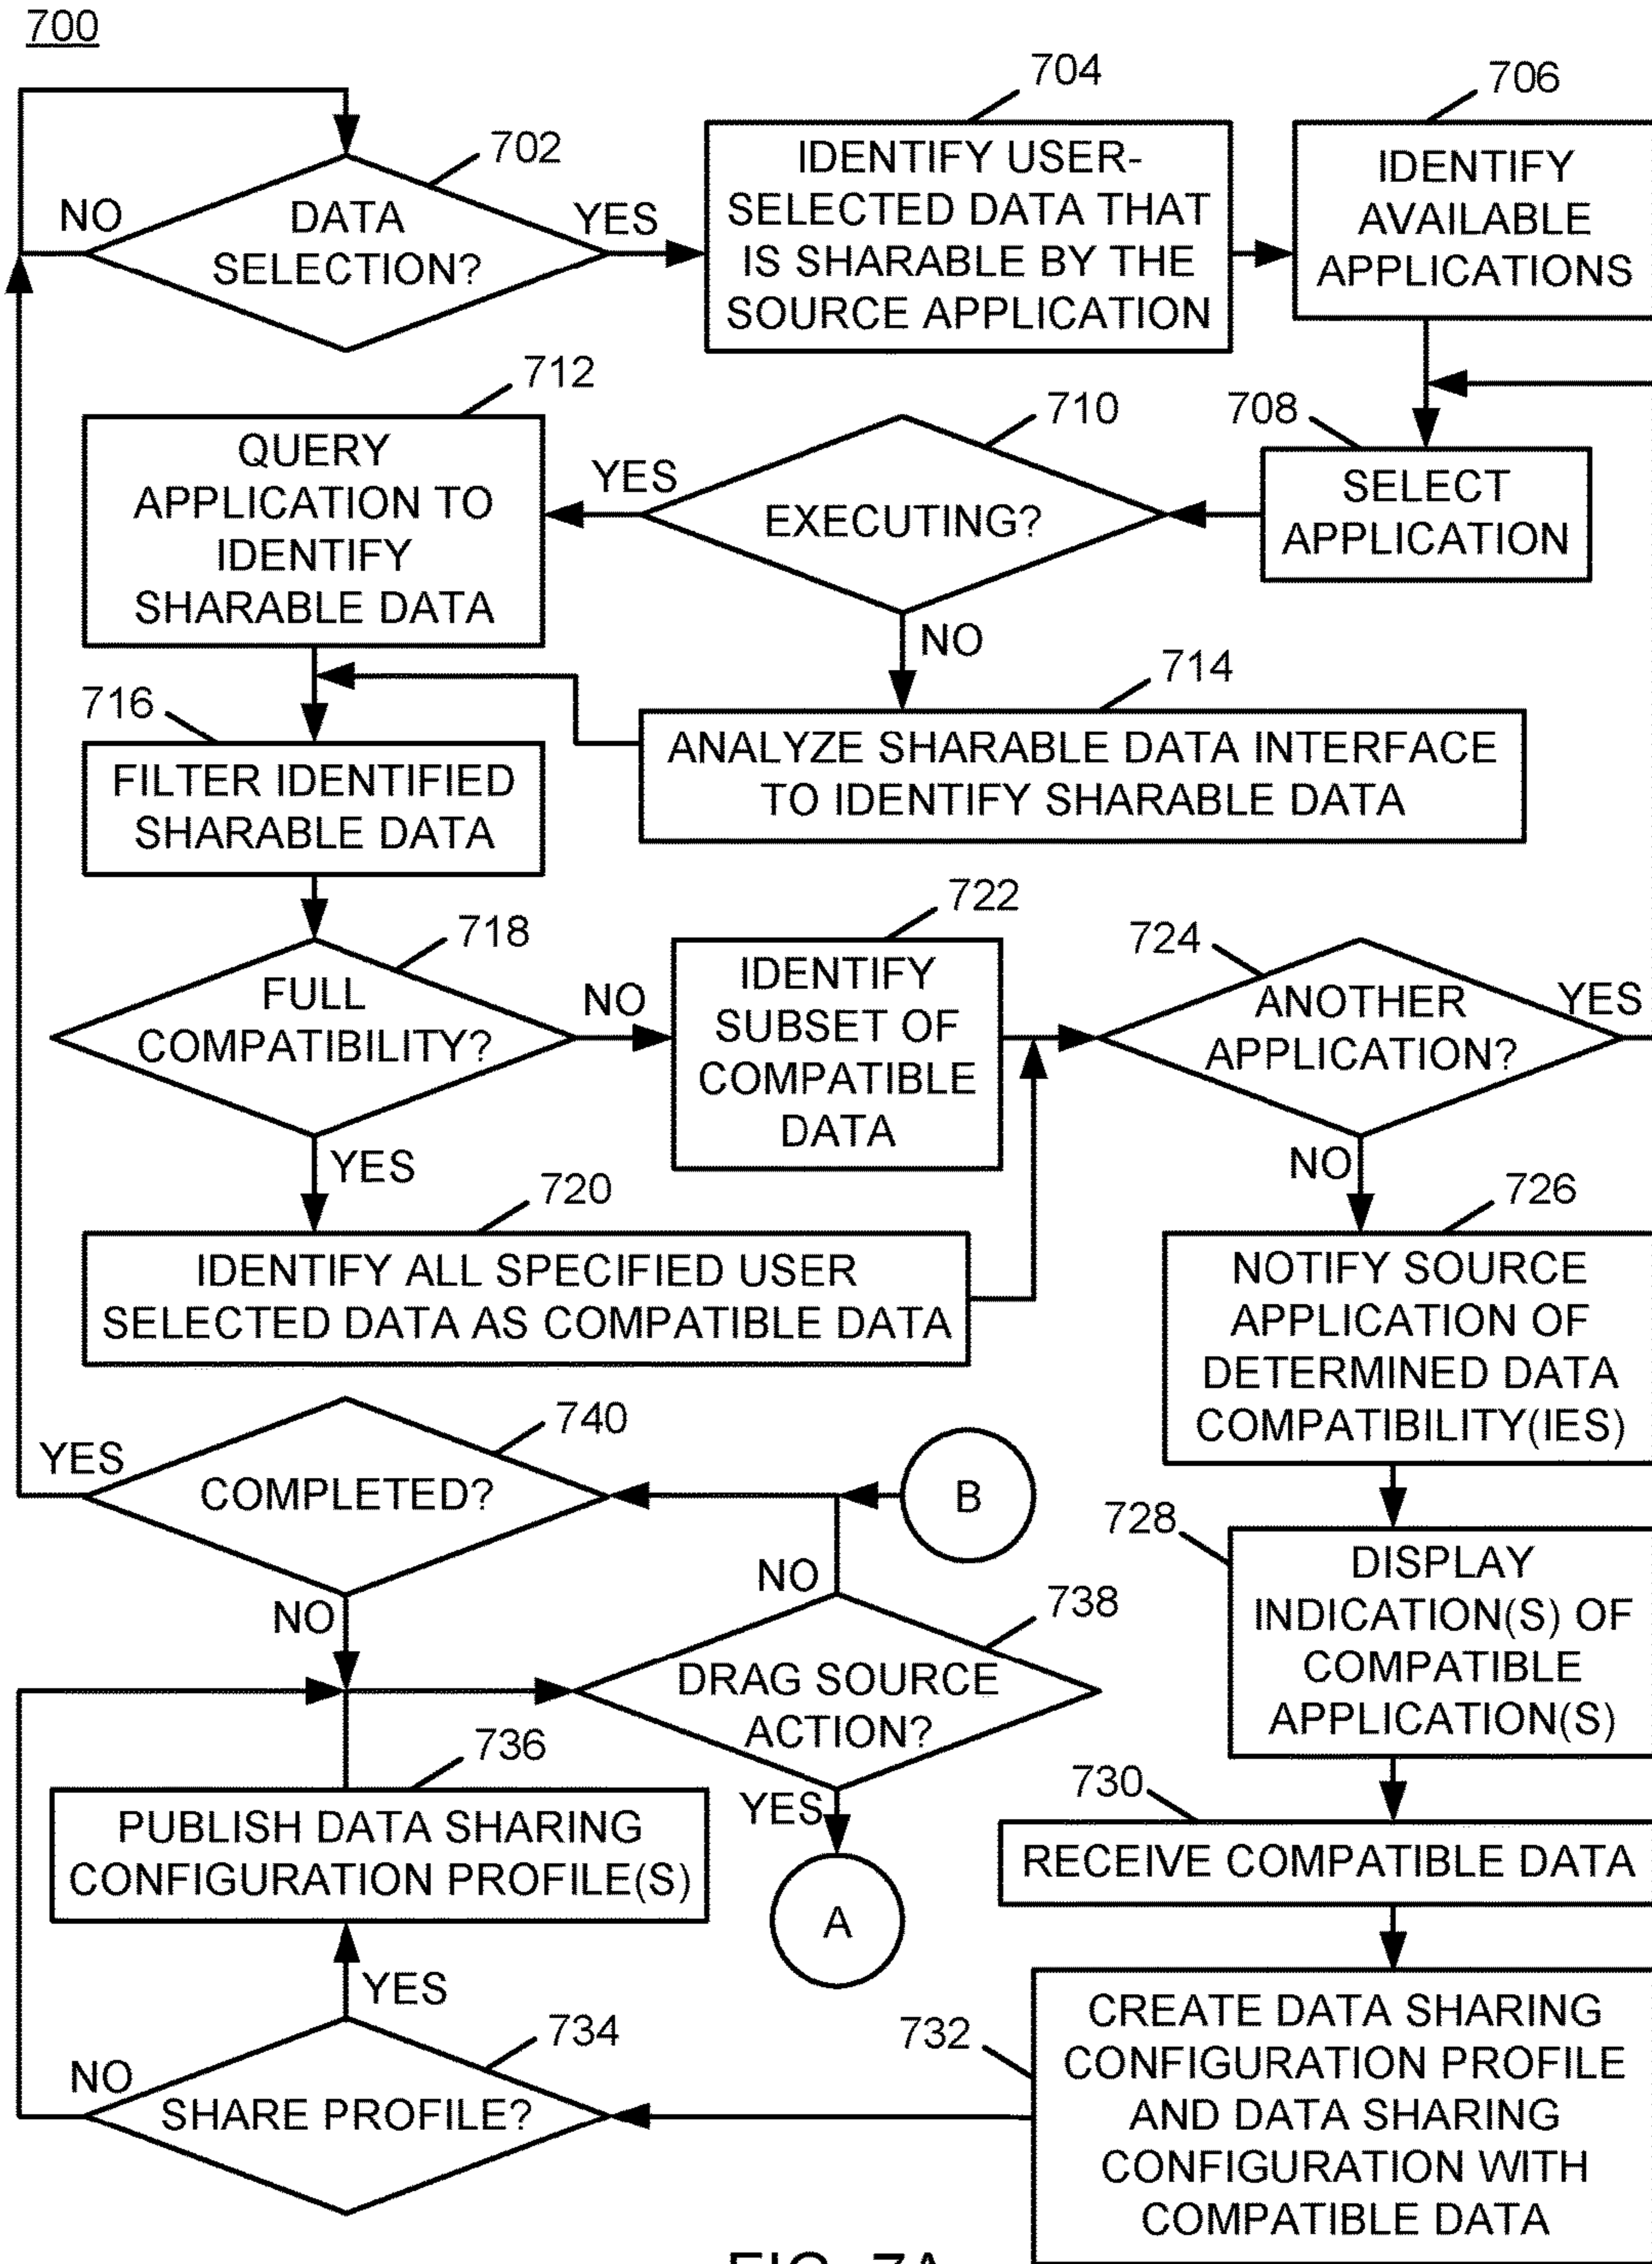 700
702
DATA
SELECTION?
NO
YES
704
IDENTIFY USER-
SELECTED DATA THAT
IS SHARABLE BY THE
SOURCE APPLICATION
706
IDENTIFY
AVAILABLE
APPLICATIONS
708
SELECT
APPLICATION
710
EXECUTING?
YES
NO
712
QUERY
APPLICATION TO
IDENTIFY
SHARABLE DATA
714
ANALYZE SHARABLE DATA INTERFACE
TO IDENTIFY SHARABLE DATA
716
FILTER IDENTIFIED
SHARABLE DATA
718
FULL
COMPATIBILITY?
NO
YES
720
IDENTIFY ALL SPECIFIED USER
SELECTED DATA AS COMPATIBLE DATA
722
IDENTIFY
SUBSET OF
COMPATIBLE
DATA
724
ANOTHER
APPLICATION?
YES
NO
726
NOTIFY SOURCE
APPLICATION OF
DETERMINED DATA
COMPATIBILITY(IES)
728
DISPLAY
INDICATION(S) OF
COMPATIBLE
APPLICATION(S)
730
RECEIVE COMPATIBLE DATA
732
CREATE DATA SHARING
CONFIGURATION PROFILE
AND DATA SHARING
CONFIGURATION WITH
COMPATIBLE DATA
734
SHARE PROFILE?
NO
YES
736
PUBLISH DATA SHARING
CONFIGURATION PROFILE(S)
738
DRAG SOURCE
ACTION?
NO
YES
A
B
740
COMPLETED?
YES
NO
FIG. 7A